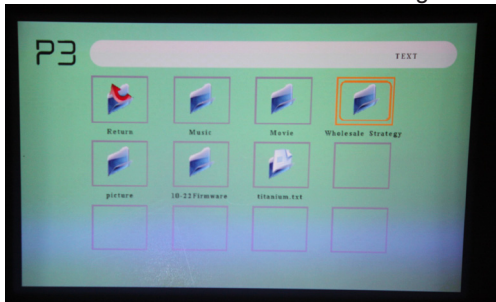 P3
TEXT
Return
Music
Movie
Wholesale Strategy
picture
10-22Firmware
titanium.txt